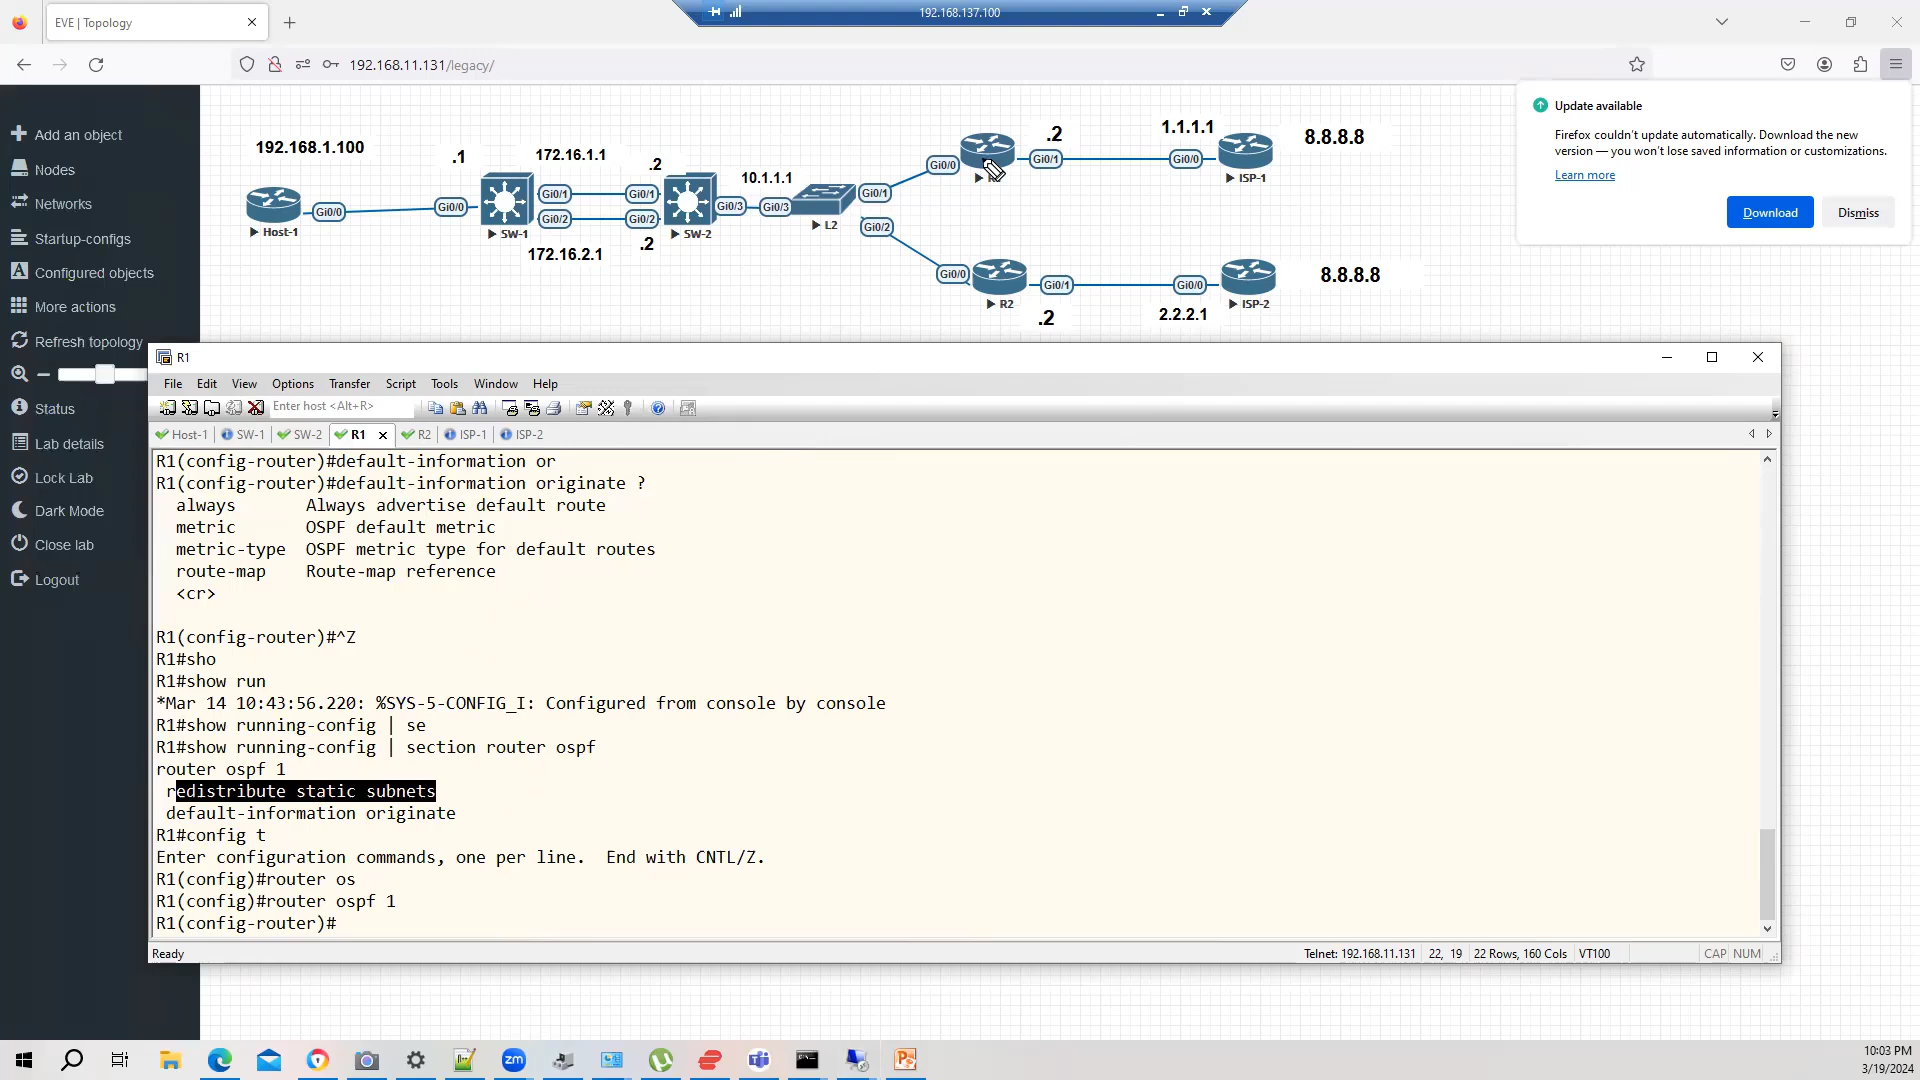 EVE | Topology
192.168.137.100
192.168.11.131/legacy/
Update available
Firefox couldn't update automatically. Download the new
version — you won't lose saved information or customizations.
Learn more
Download
Dismiss
Add an object
Nodes
Networks
Startup-configs
Configured objects
More actions
Refresh topology
Status
Lab details
Lock Lab
Dark Mode
Close lab
Logout
192.168.1.100
.1
172.16.1.1
.2
10.1.1.1
.2
1.1.1.1
8.8.8.8
Gi0/0
Gi0/0
Gi0/1
Gi0/1
Gi0/2
Gi0/2
Gi0/3
Gi0/3
Gi0/1
Gi0/2
Gi0/0
Gi0/1
Gi0/0
Host-1
SW-1
SW-2
L2
ISP-1
172.16.2.1
.2
Gi0/0
Gi0/1
Gi0/0
8.8.8.8
R2
ISP-2
.2
2.2.2.1
R1
File Edit View Options Transfer Script Tools Window Help
Enter host <Alt+R>
Host-1 SW-1 SW-2 R1 R2 ISP-1 ISP-2
R1(config-router)#default-information or
R1(config-router)#default-information originate ?
always Always advertise default route
metric OSPF default metric
metric-type OSPF metric type for default routes
route-map Route-map reference
<cr>
R1(config-router)#^Z
R1#sho
R1#show run
*Mar 14 10:43:56.220: %SYS-5-CONFIG_I: Configured from console by console
R1#show running-config | se
R1#show running-config | section router ospf
router ospf 1
redistribute static subnets
default-information originate
R1#config t
Enter configuration commands, one per line. End with CNTL/Z.
R1(config)#router os
R1(config)#router ospf 1
R1(config-router)#
Ready
Telnet: 192.168.11.131 22, 19 22 Rows, 160 Cols VT100 CAP NUM
10:03 PM
3/19/2024